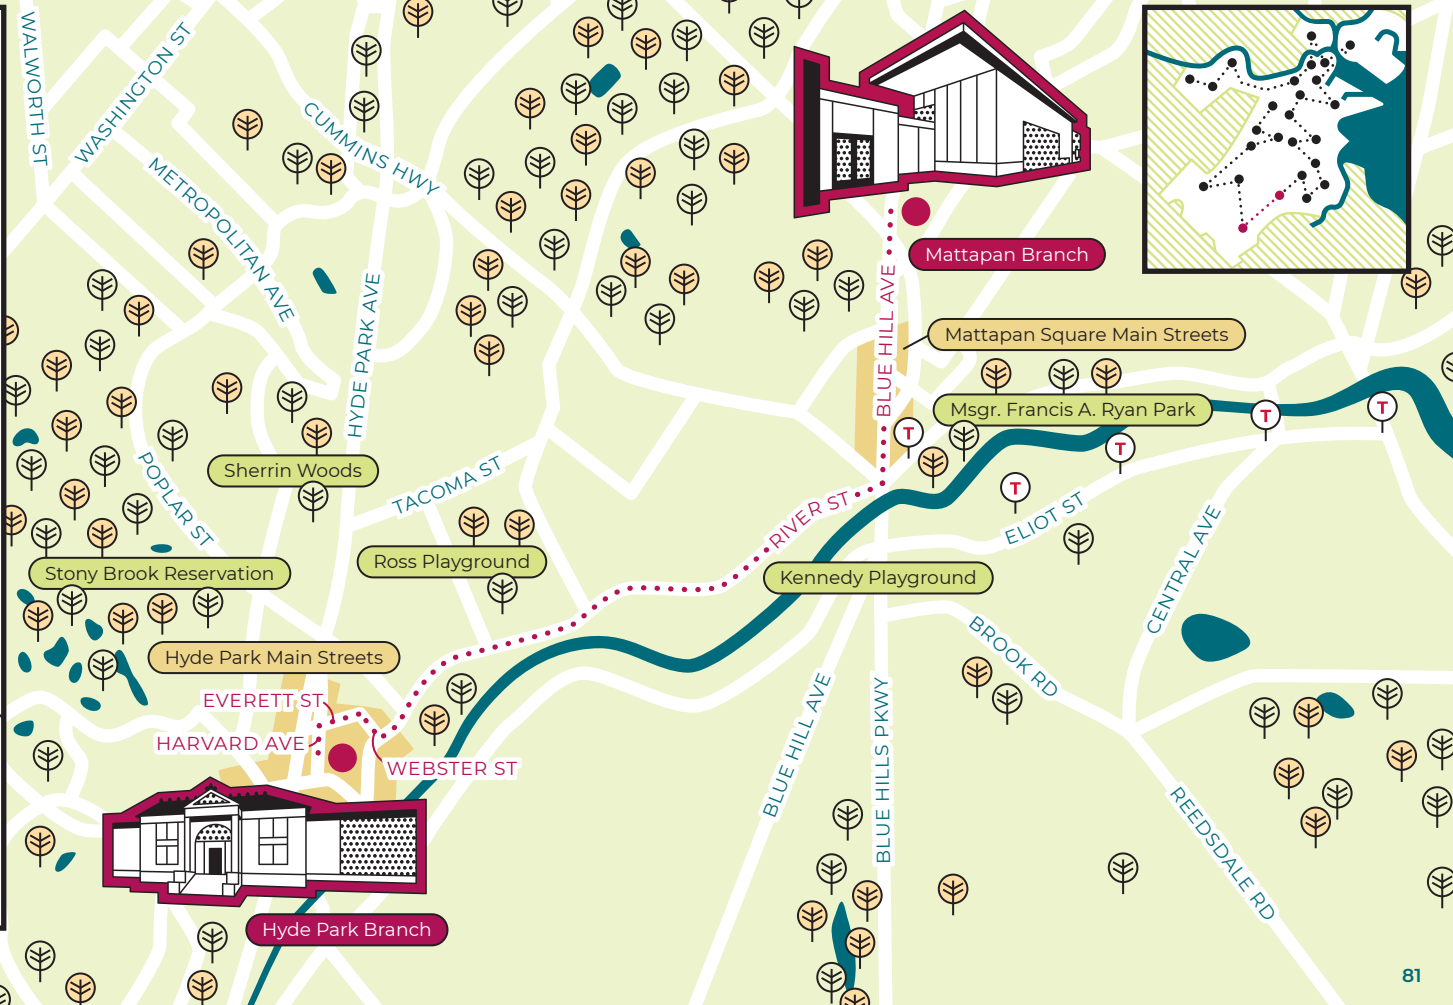 WALWORTH ST
WASHINGTON ST
CUMMINS HWY
METROPOLITAN AVE
HYDE PARK AVE
Mattapan Branch
BLUE HILL AVE
Mattapan Square Main Streets
Msgr. Francis A. Ryan Park
T
T
T
T
T
POPLAR ST
Sherrin Woods
TACOMA ST
RIVER ST
ELIOT ST
CENTRAL AVE
Stony Brook Reservation
Ross Playground
Kennedy Playground
BROOK RD
Hyde Park Main Streets
EVERETT ST
HARVARD AVE
WEBSTER ST
BLUE HILL AVE
BLUE HILLS PKWY
REEDSDALE RD
Hyde Park Branch
81